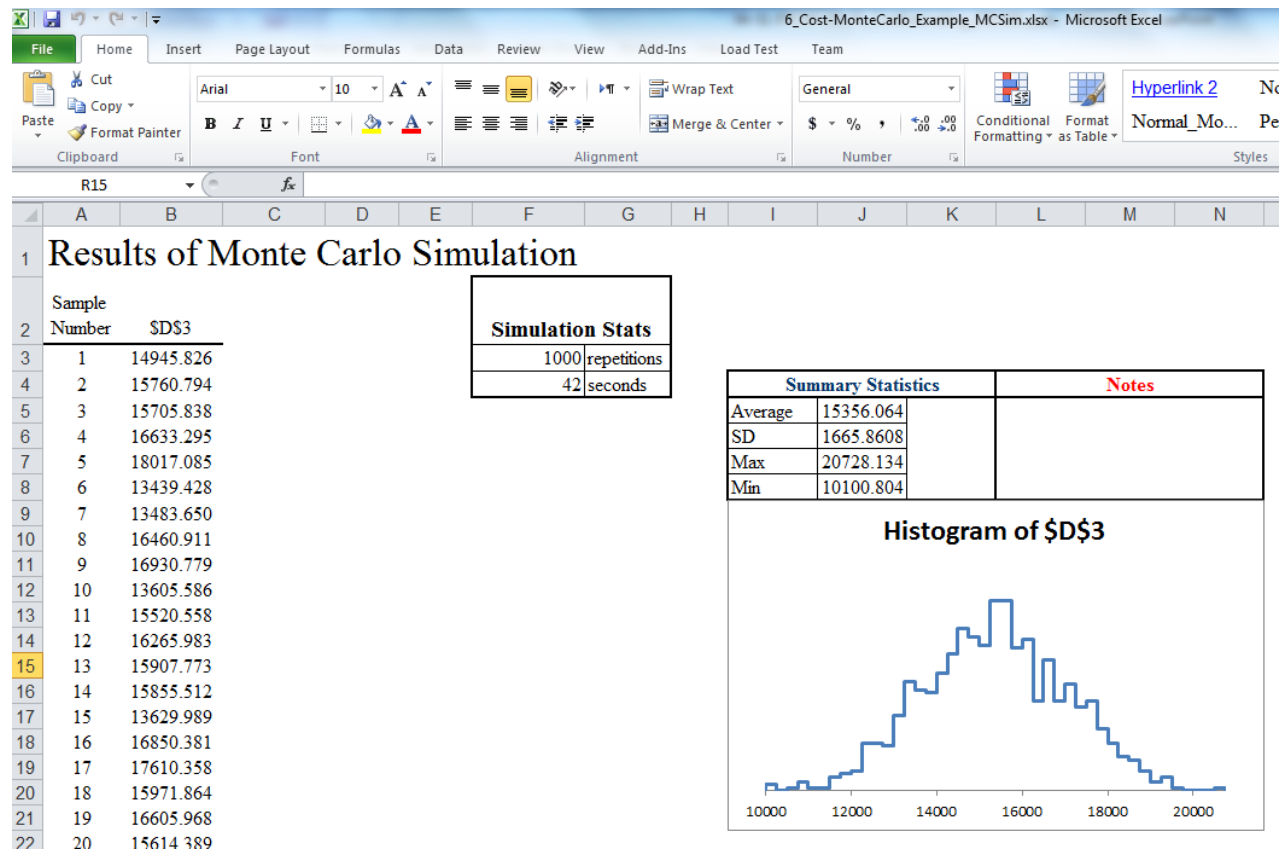 6_Cost-MonteCarlo_Example_MCSim.xlsx - Microsoft Excel
File Home Insert Page Layout Formulas Data Review View Add-Ins Load Test Team
Paste
Cut
Copy
Format Painter
Clipboard
Arial 10
B I U
Font
Wrap Text
Merge & Center
Alignment
General
$ % ,
Number
Conditional Formatting
Format as Table
Hyperlink 2
Normal_Mo...
Styles
R15 fx
A B C D E F G H I J K L M N
1 Results of Monte Carlo Simulation
Sample
2 Number $D$3 Simulation Stats
3 1 14945.826 1000 repetitions
4 2 15760.794 42 seconds Summary Statistics Notes
5 3 15705.838 Average 15356.064
6 4 16633.295 SD 1665.8608
7 5 18017.085 Max 20728.134
8 6 13439.428 Min 10100.804
9 7 13483.650
10 8 16460.911
11 9 16930.779
12 10 13605.586
13 11 15520.558
14 12 16265.983
15 13 15907.773
16 14 15855.512
17 15 13629.989
18 16 16850.381
19 17 17610.358
20 18 15971.864
21 19 16605.968
22 20 15614.389
Histogram of $D$3
10000 12000 14000 16000 18000 20000